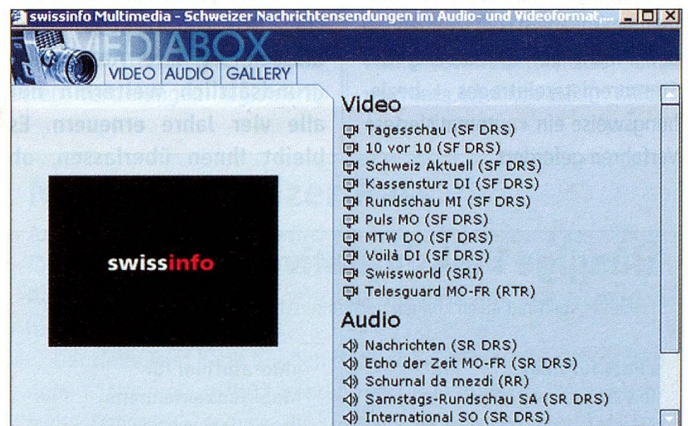 swissinfo Multimedia - Schweizer Nachrichtensendungen im Audio- und Videoformat,...
MEDIABOX
VIDEO AUDIO GALLERY
swissinfo
Video
Tagesschau (SF DRS)
10 vor 10 (SF DRS)
Schweiz Aktuell (SF DRS)
Kassensturz DI (SF DRS)
Rundschau MI (SF DRS)
Puls MO (SF DRS)
MTW DO (SF DRS)
Voilà DI (SF DRS)
Swissworld (SRI)
Telesguard MO-FR (RTR)
Audio
Nachrichten (SR DRS)
Echo der Zeit MO-FR (SR DRS)
Schurnal da mezdi (RR)
Samstags-Rundschau SA (SR DRS)
International SO (SR DRS)